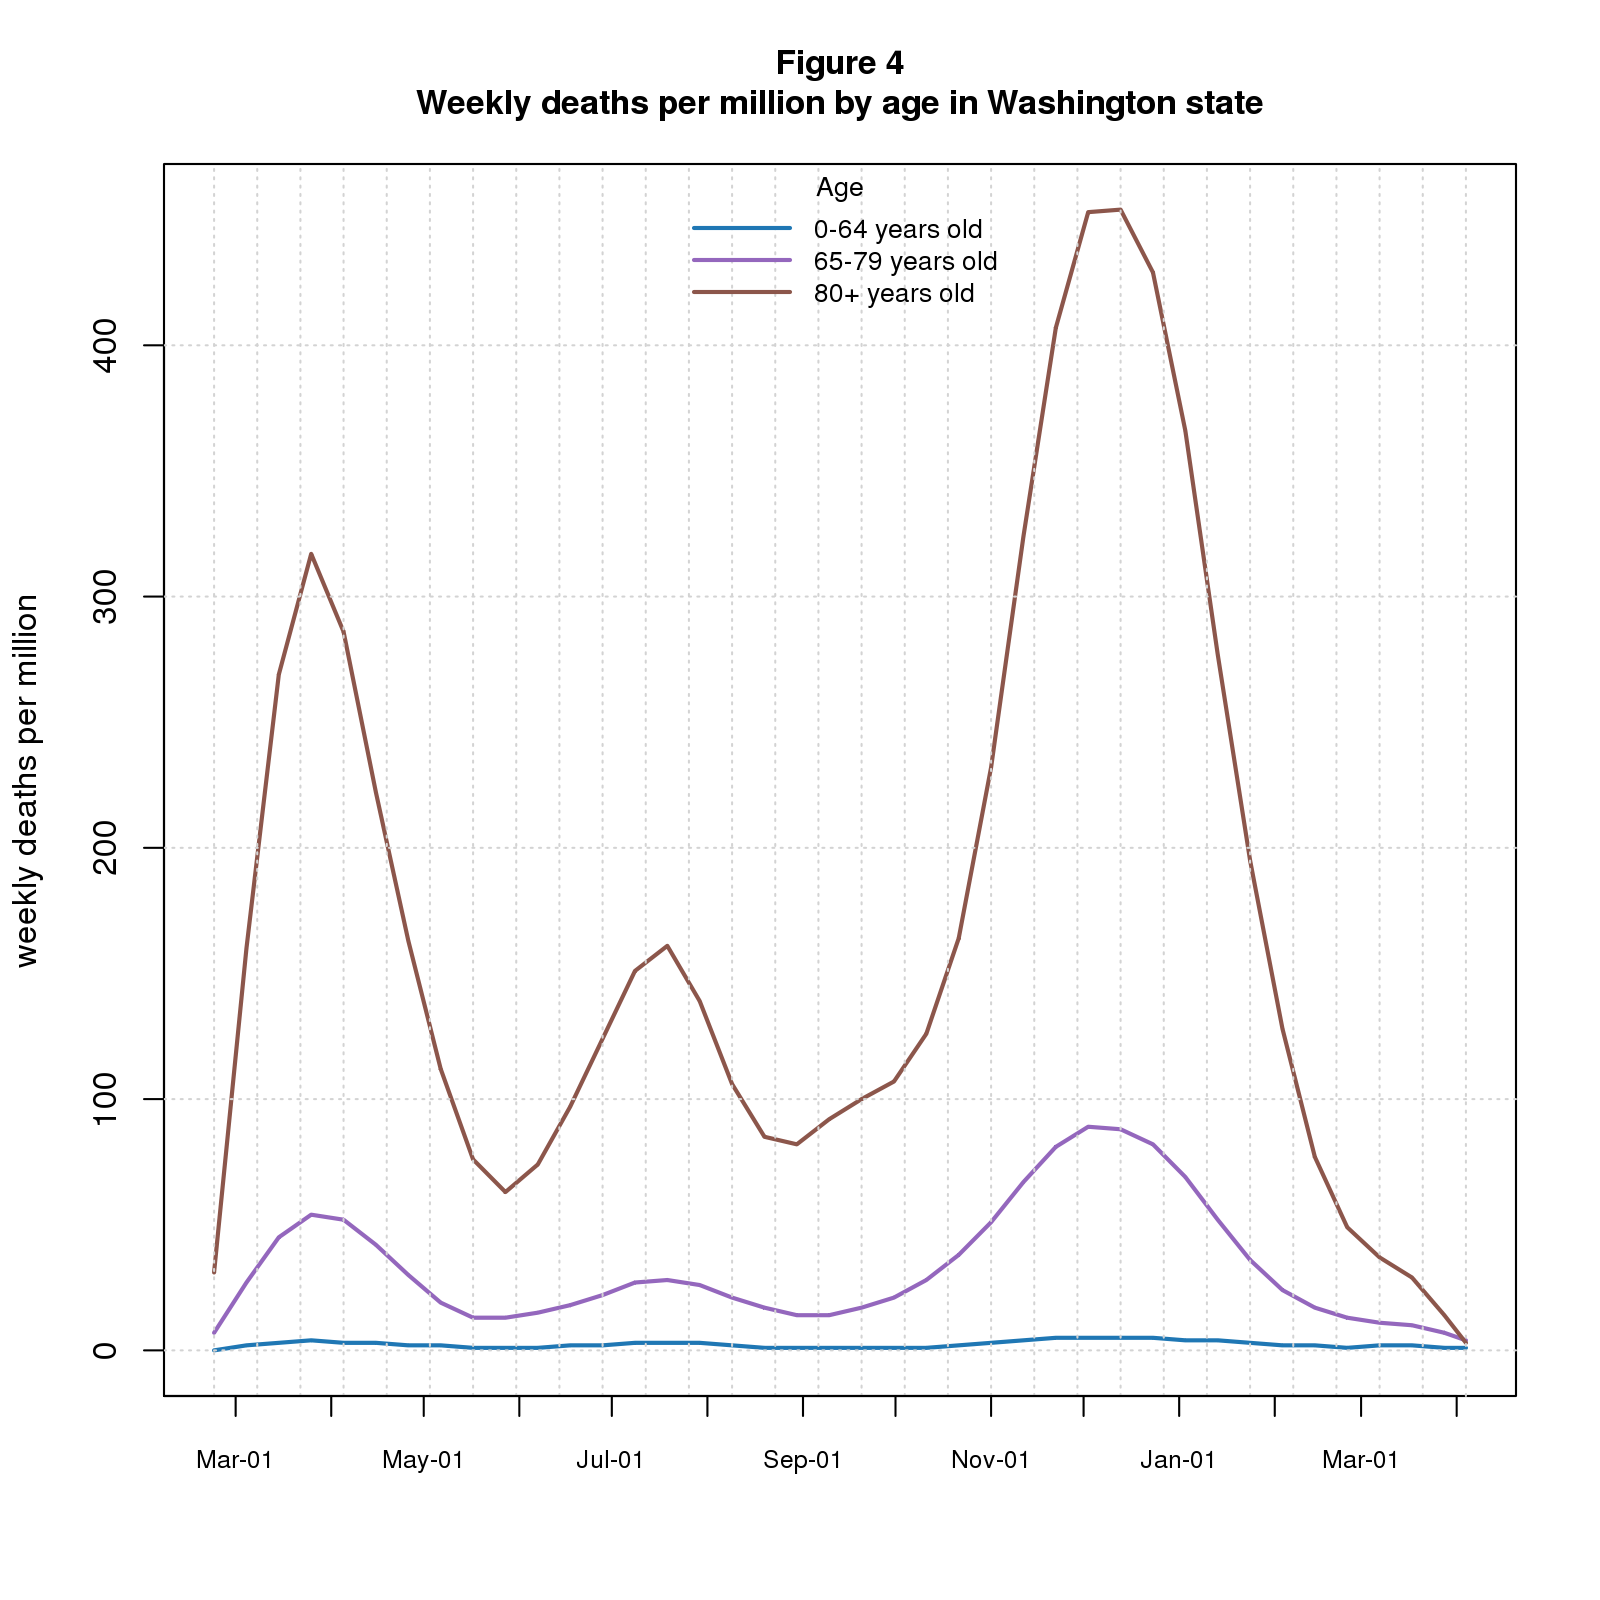 Figure 4
Weekly deaths per million by age in Washington state
Age
0-64 years old
65-79 years old
80+ years old
weekly deaths per million
400
300
200
100
0
Mar-01 May-01 Jul-01 Sep-01 Nov-01 Jan-01 Mar-01